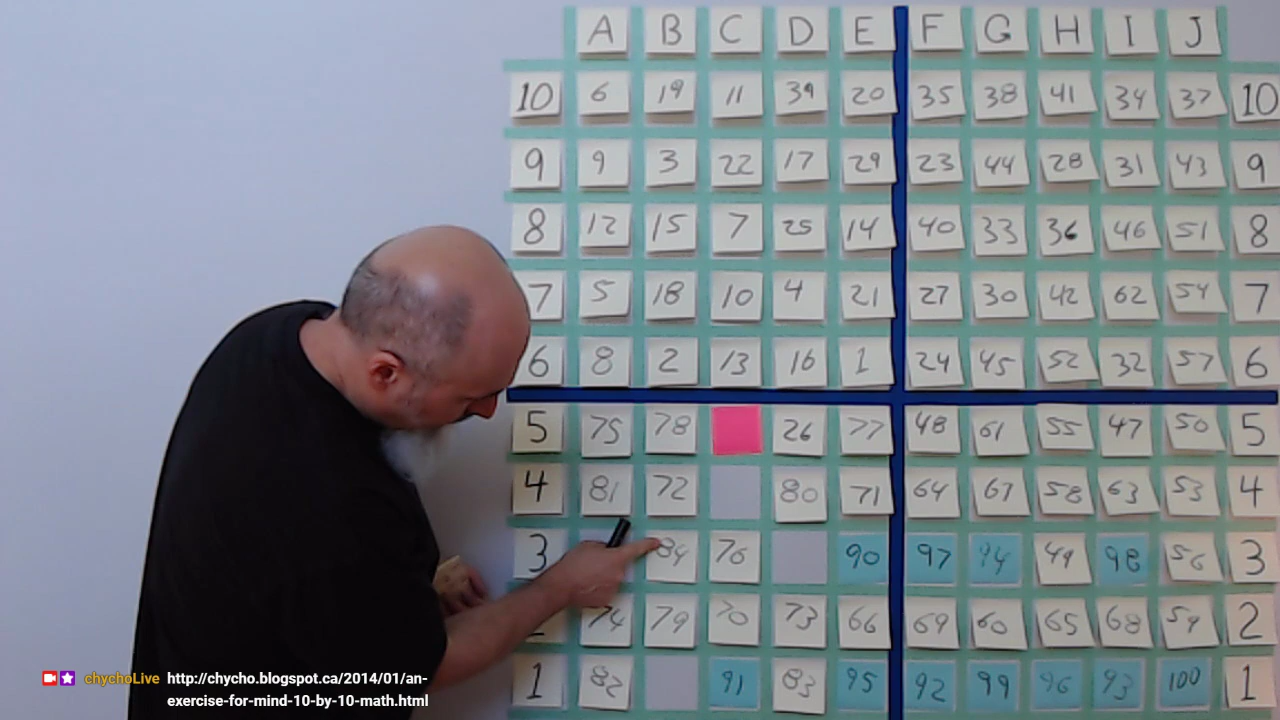 A B C D E F G H I J
10 6 19 11 39 20 35 38 41 34 37 10
9 9 3 22 17 29 23 44 28 31 43 9
8 12 15 7 25 14 40 33 36 46 51 8
7 5 18 10 4 21 27 30 42 62 54 7
6 8 2 13 16 1 24 45 52 32 57 6
5 75 78 26 77 48 61 55 47 50 5
4 81 72 80 71 64 67 58 63 53 4
3 84 76 90 97 94 49 98 56 3
74 79 70 73 66 69 60 65 68 59 2
1 82 91 83 95 92 99 96 93 100 1
chychoLive http://chycho.blogspot.ca/2014/01/an-
exercise-for-mind-10-by-10-math.html